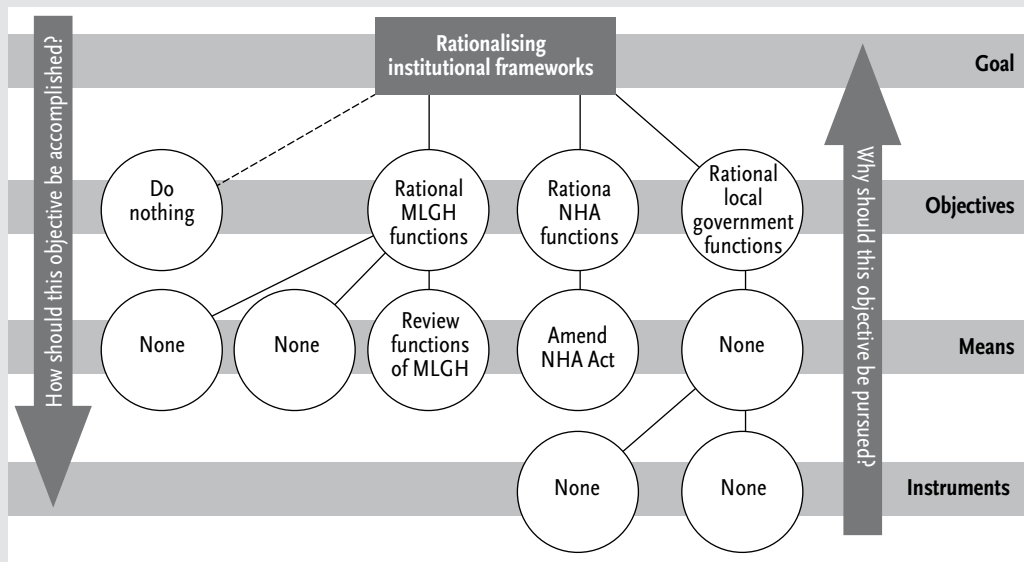 How should this objective be accomplished?
Rationalising
institutional frameworks
Goal
Why should this objective be pursued?
Do
nothing
Rational
MLGH
functions
Rationa
NHA
functions
Rational
local
government
functions
Objectives
None
None
Review
functions
of MLGH
Amend
NHA Act
None
Means
None
None
Instruments